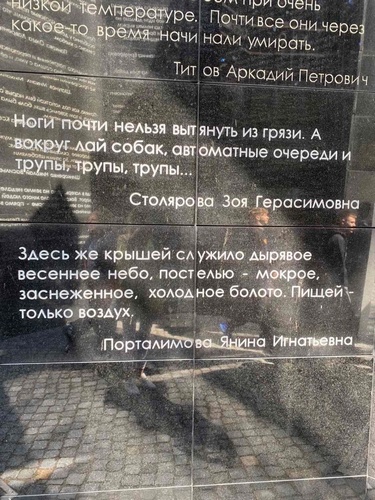 при очень
низкой температуре. Почти все они через
какое-то время начинали умирать.
Титов Аркадий Петрович
Ноги почти нельзя вытянуть из грязи. А
вокруг лай собак, автоматные очереди и
трупы, трупы, трупы...
Столярова Зоя Герасимовна
Здесь же крышей служило дырявое
весеннее небо, постелью - мокрое,
заснеженное, холодное болото. Пищей -
только воздух.
Порталимова Янина Игнатьевна